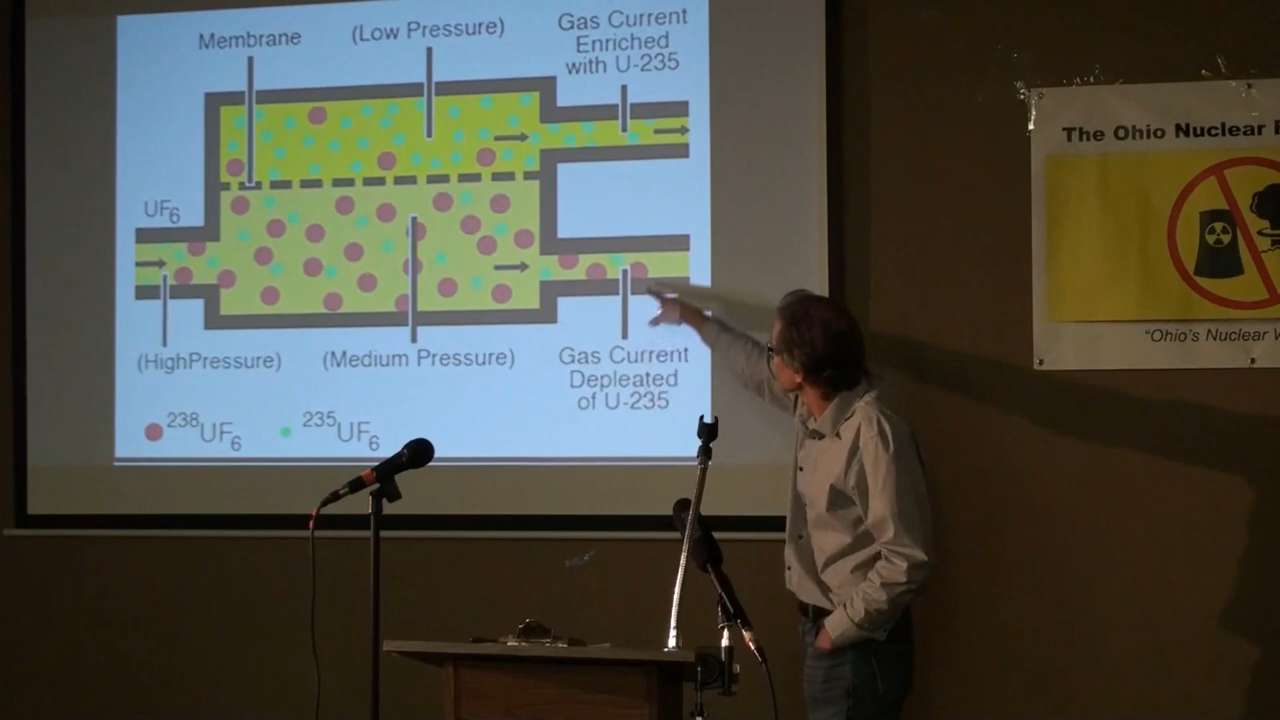 Membrane
(Low Pressure)
Gas Current
Enriched
with U-235
UF6
(HighPressure)
(Medium Pressure)
Gas Current
Depleated
of U-235
238UF6
235UF6
The Ohio Nuclear
"Ohio's Nuclear